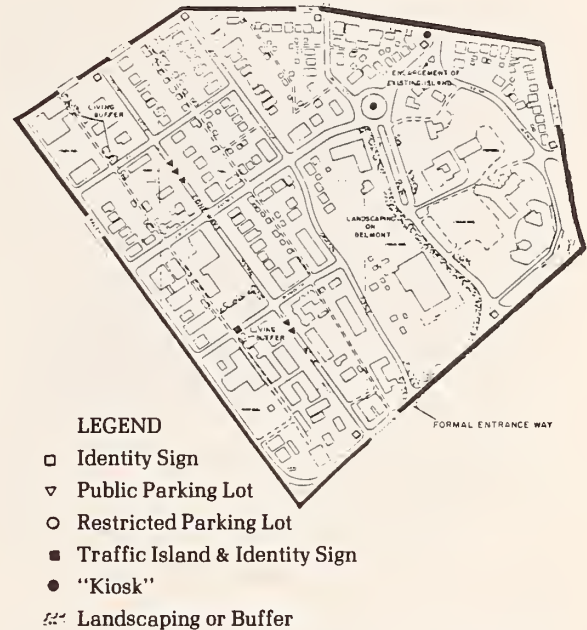 ENLARGEMENT OF
EXISTING ISLAND
LIVING
BUFFER
LANDSCAPING
ON
BELMONT
LIVING
BUFFER
FORMAL ENTRANCE WAY
LEGEND
Identity Sign
Public Parking Lot
Restricted Parking Lot
Traffic Island & Identity Sign
"Kiosk"
Landscaping or Buffer